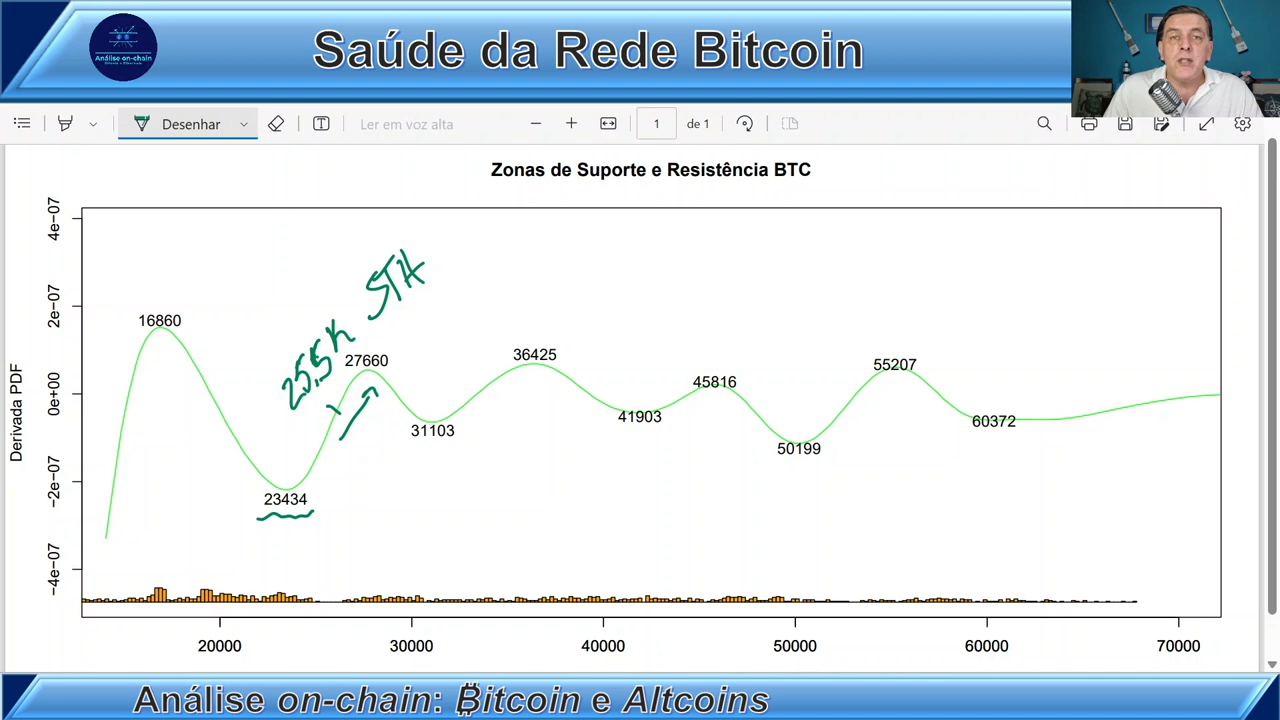 Saúde da Rede Bitcoin
Análise on-chain
Desenhar
Ler em voz alta
1
de 1
Zonas de Suporte e Resistência BTC
Derivada PDF
4e-07
2e-07
0e+00
-2e-07
-4e-07
16860
23434
27660
31103
36425
41903
45816
50199
55207
60372
25,5K STH
20000
30000
40000
50000
60000
70000
Análise on-chain: ₿itcoin e Altcoins